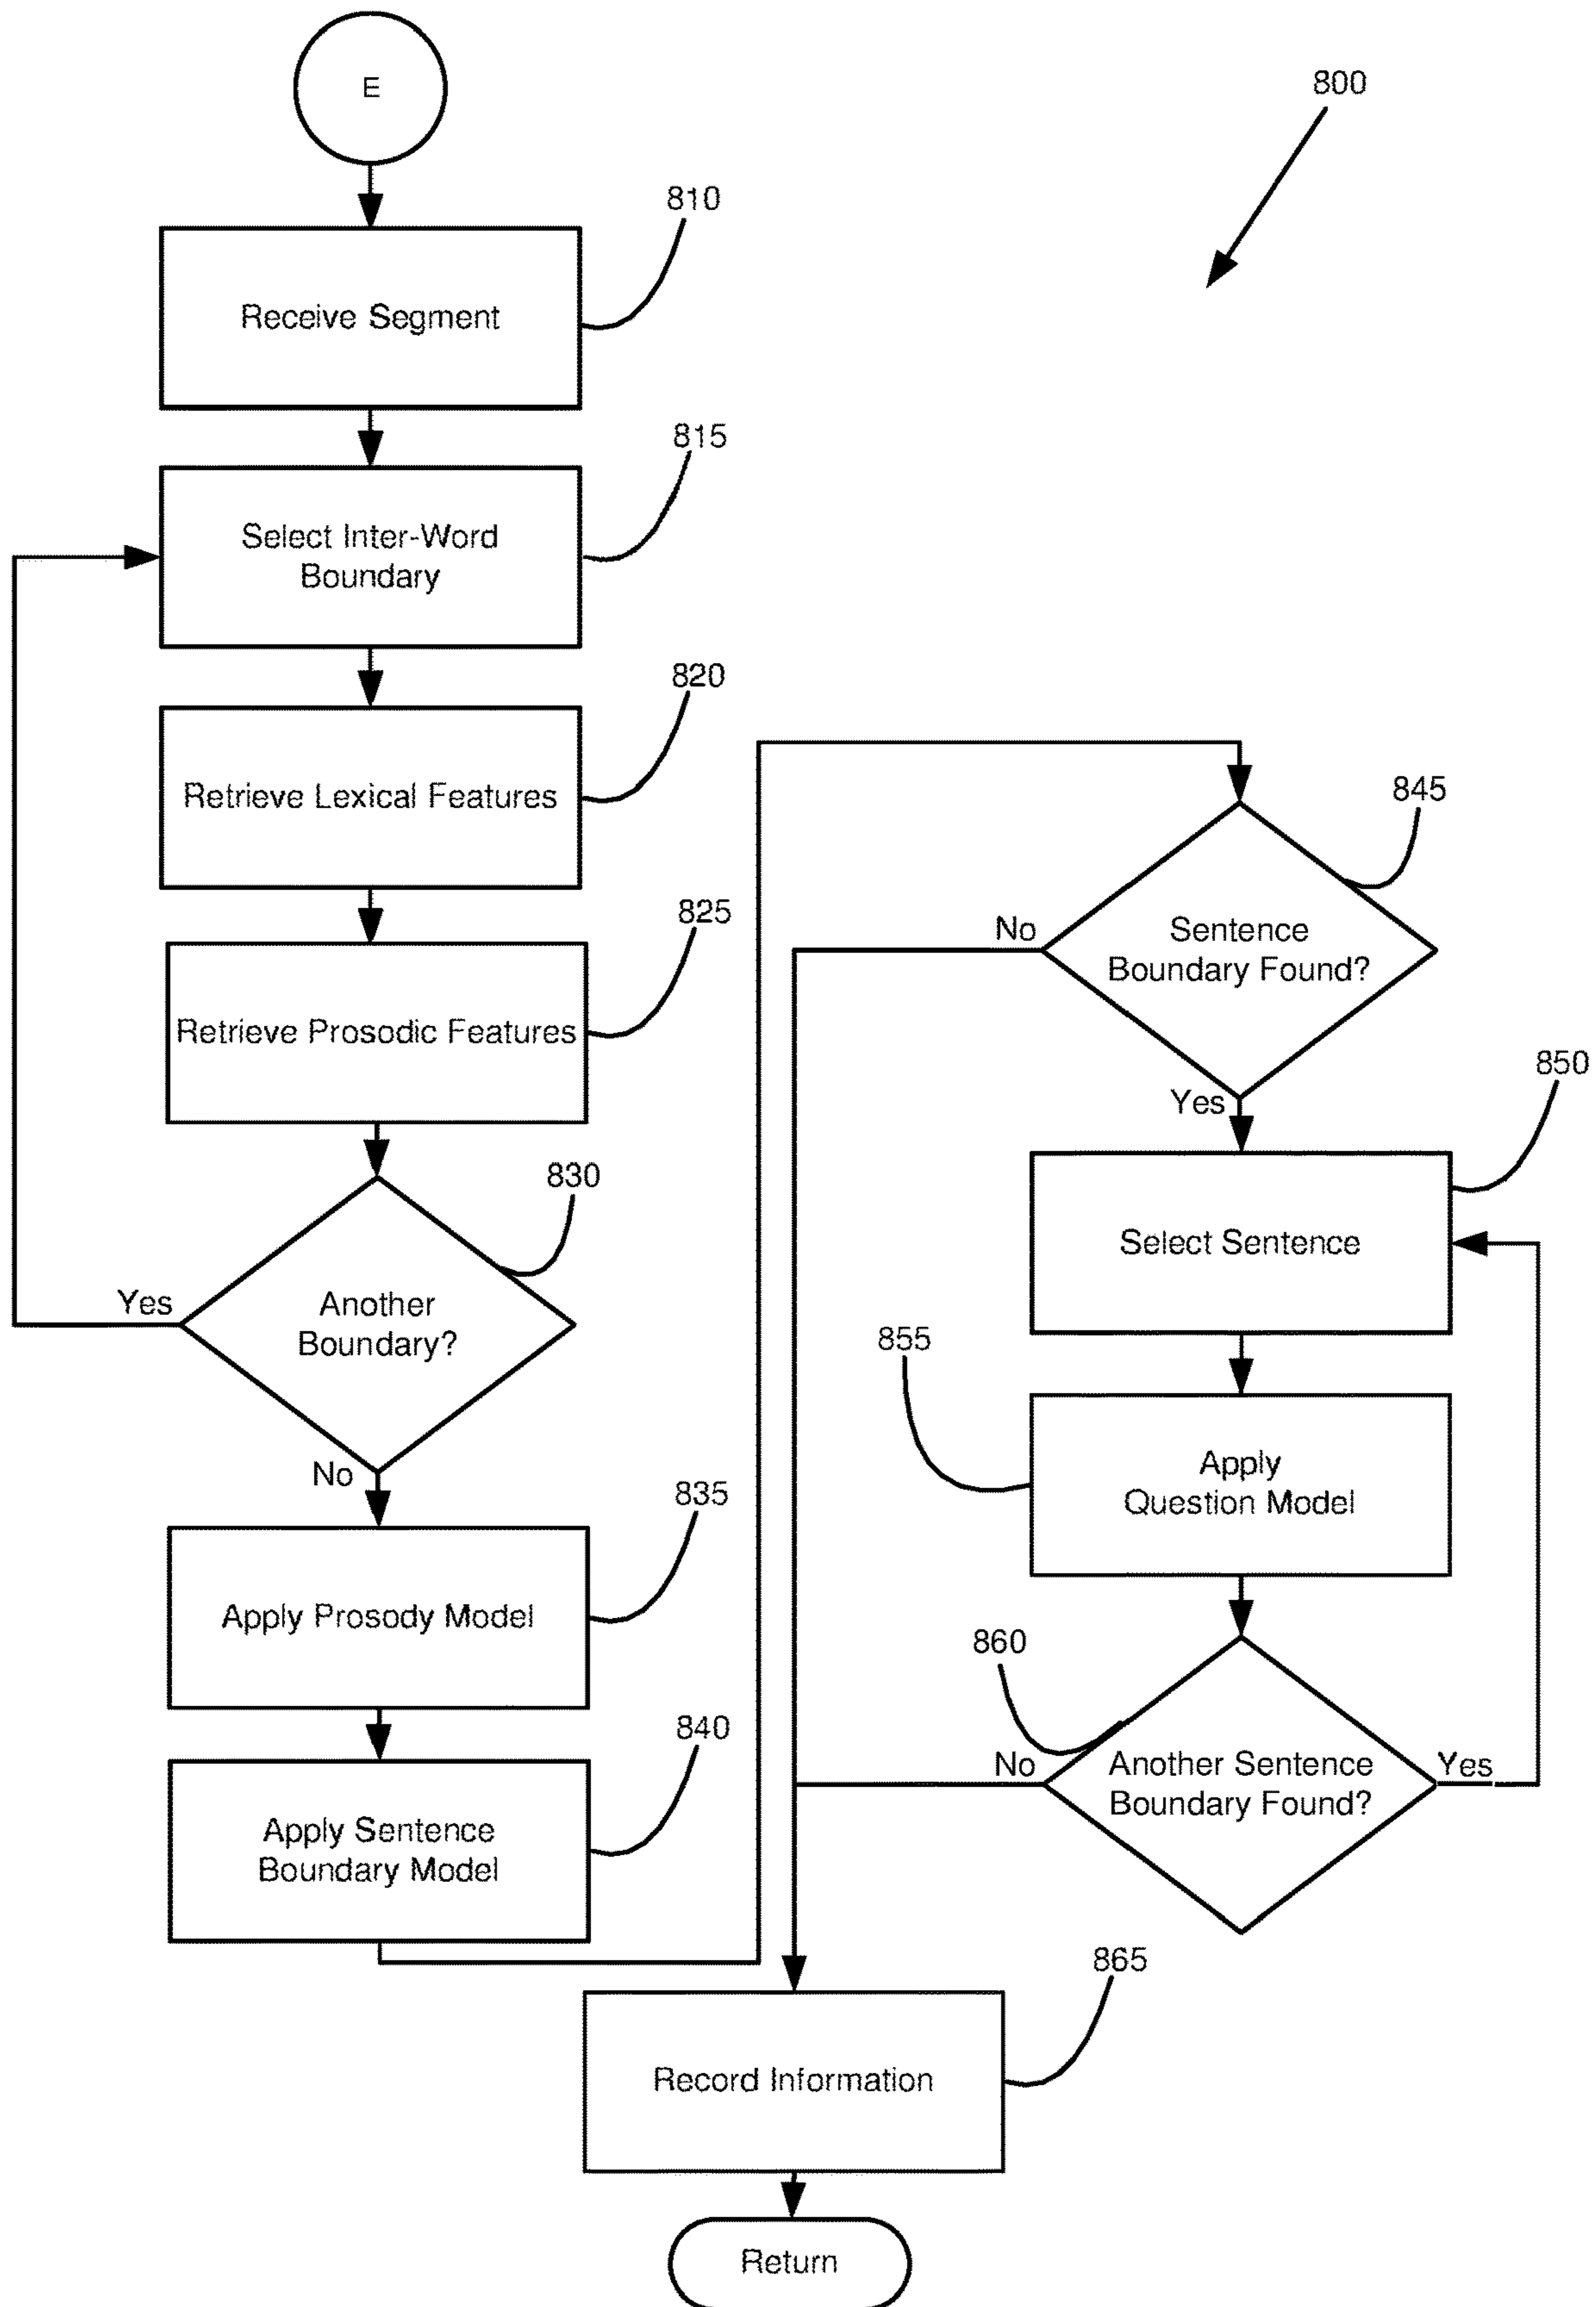 E
800
810
Receive Segment
815
Select Inter-Word
Boundary
820
Retrieve Lexical Features
825
Retrieve Prosodic Features
830
Yes
Another
Boundary?
No
835
Apply Prosody Model
840
Apply Sentence
Boundary Model
845
No
Sentence
Boundary Found?
Yes
850
Select Sentence
855
Apply
Question Model
860
No
Another Sentence
Boundary Found?
Yes
865
Record Information
Return